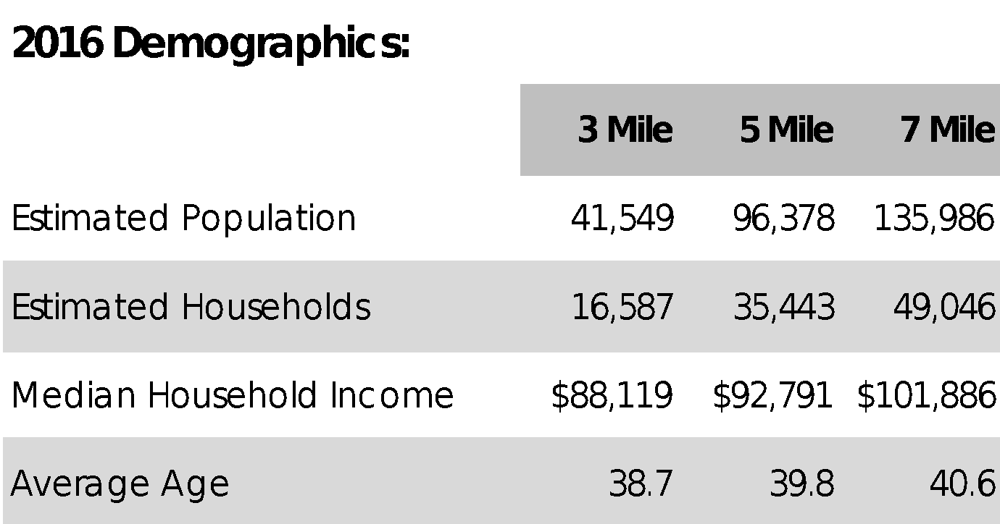 2016 Demographics:
3 Mile 5 Mile 7 Mile
Estimated Population 41,549 96,378 135,986
Estimated Households 16,587 35,443 49,046
Median Household Income $88,119 $92,791 $101,886
Average Age 38.7 39.8 40.6